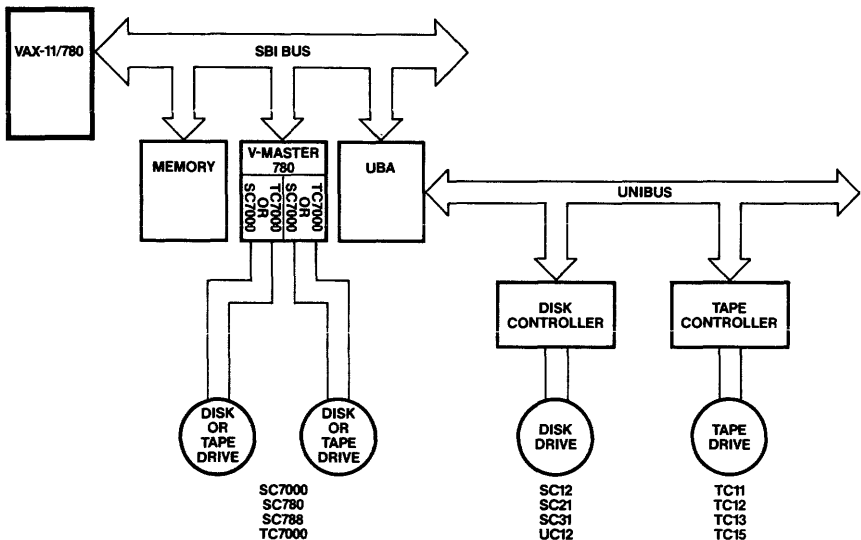 VAX-11/780
SBI BUS
MEMORY
V-MASTER
780
TC7000
OR
SC7000
TC7000
OR
SC7000
UBA
UNIBUS
DISK
CONTROLLER
TAPE
CONTROLLER
DISK
OR
TAPE
DRIVE
DISK
OR
TAPE
DRIVE
DISK
DRIVE
TAPE
DRIVE
SC7000
SC780
SC788
TC7000
SC12
SC21
SC31
UC12
TC11
TC12
TC13
TC15